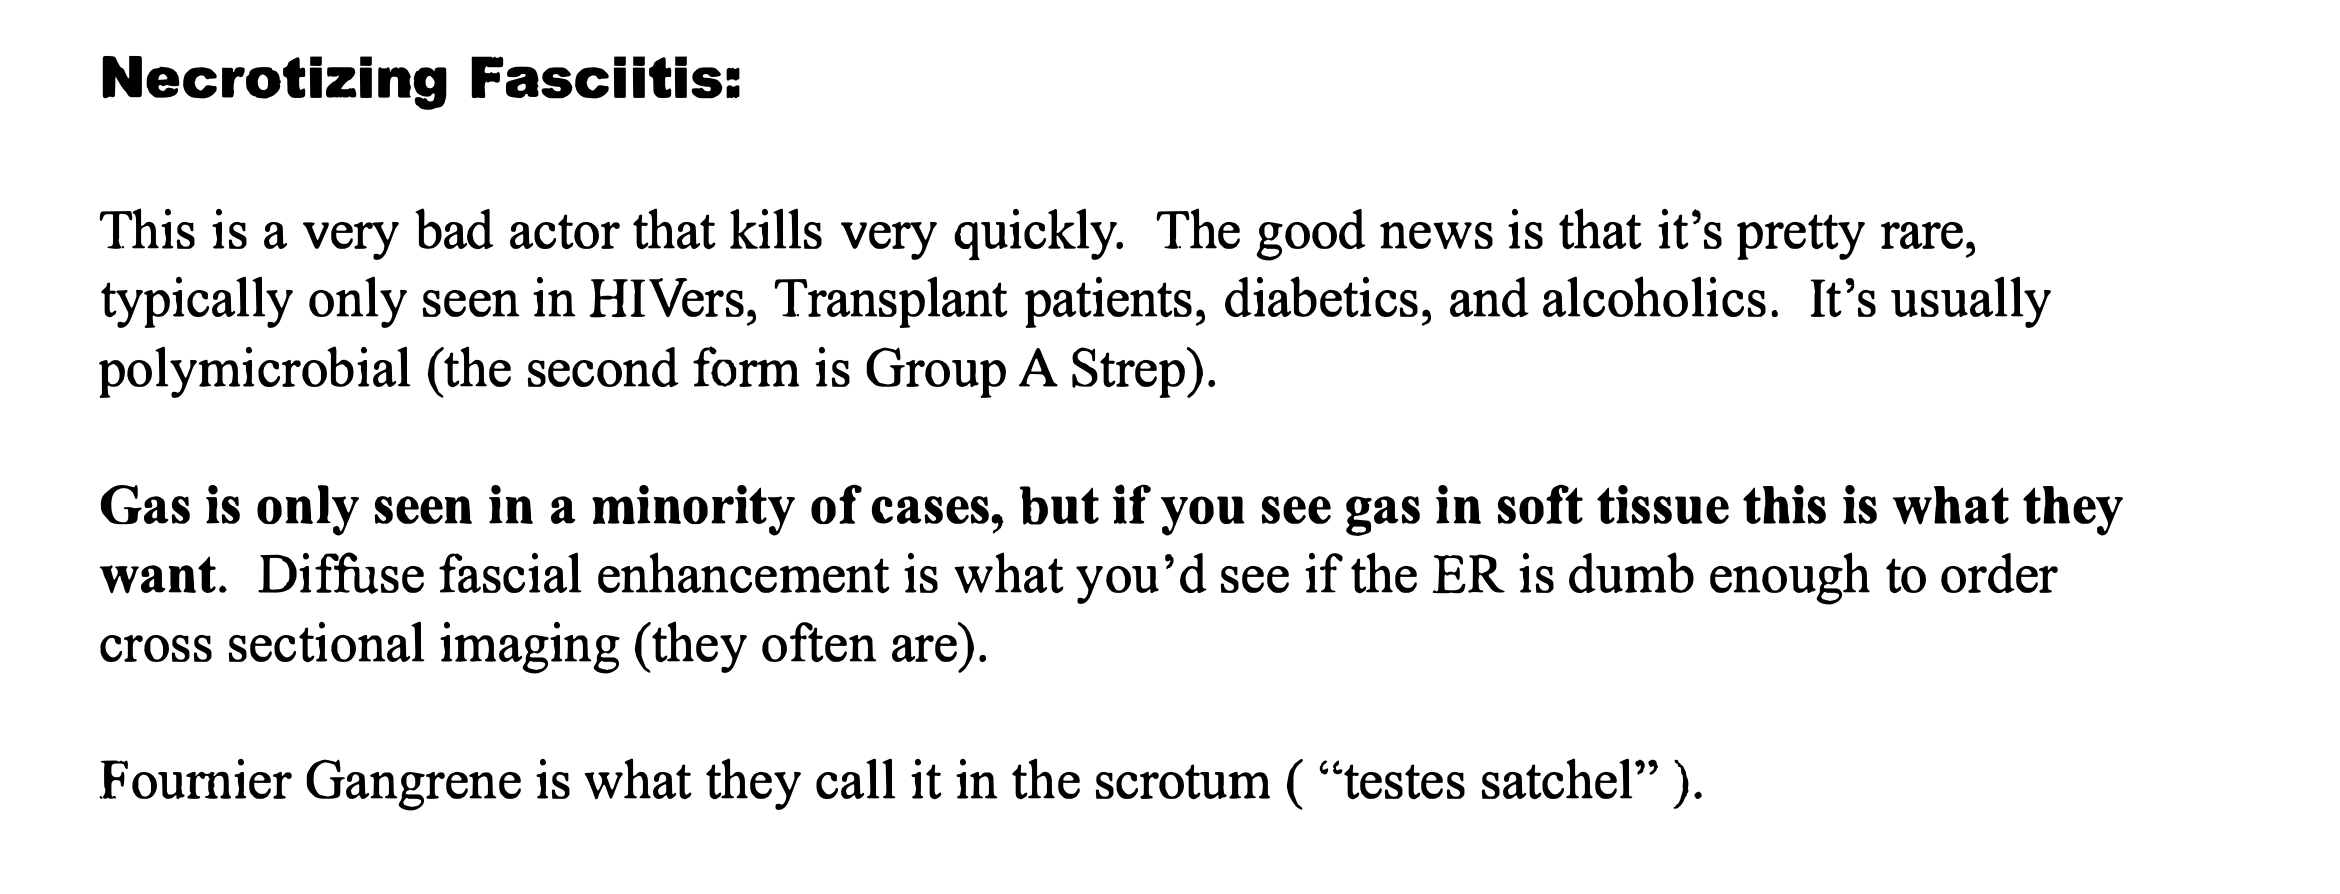 Necrotizing Fasciitis:
This is a very bad actor that kills very quickly.  The good news is that it’s pretty rare,
typically only seen in HIVers, Transplant patients, diabetics, and alcoholics.  It’s usually
polymicrobial (the second form is Group A Strep).
Gas is only seen in a minority of cases, but if you see gas in soft tissue this is what they
want.  Diffuse fascial enhancement is what you’d see if the ER is dumb enough to order
cross sectional imaging (they often are).
Fournier Gangrene is what they call it in the scrotum ( “testes satchel” ).